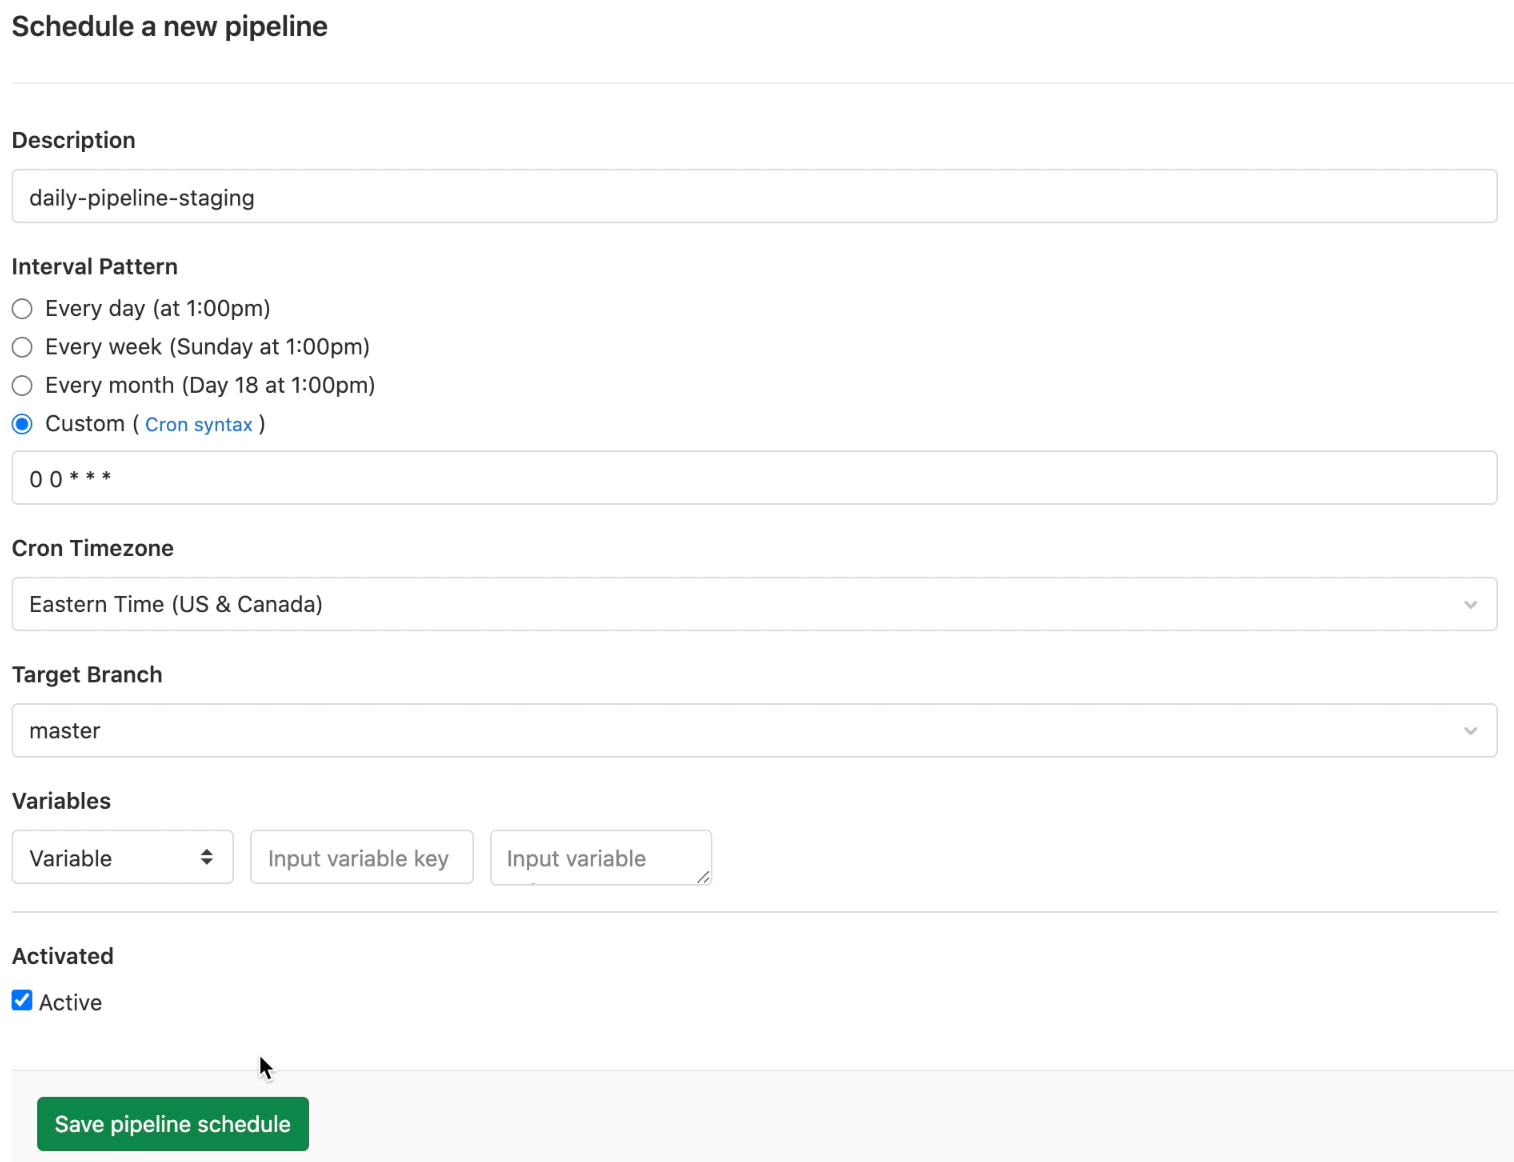 Schedule a new pipeline
Description
daily-pipeline-staging
Interval Pattern
Every day (at 1:00pm)
Every week (Sunday at 1:00pm)
Every month (Day 18 at 1:00pm)
Custom ( Cron syntax )
0 0 * * *
Cron Timezone
Eastern Time (US & Canada)
Target Branch
master
Variables
Variable Input variable key Input variable
Activated
Active
Save pipeline schedule